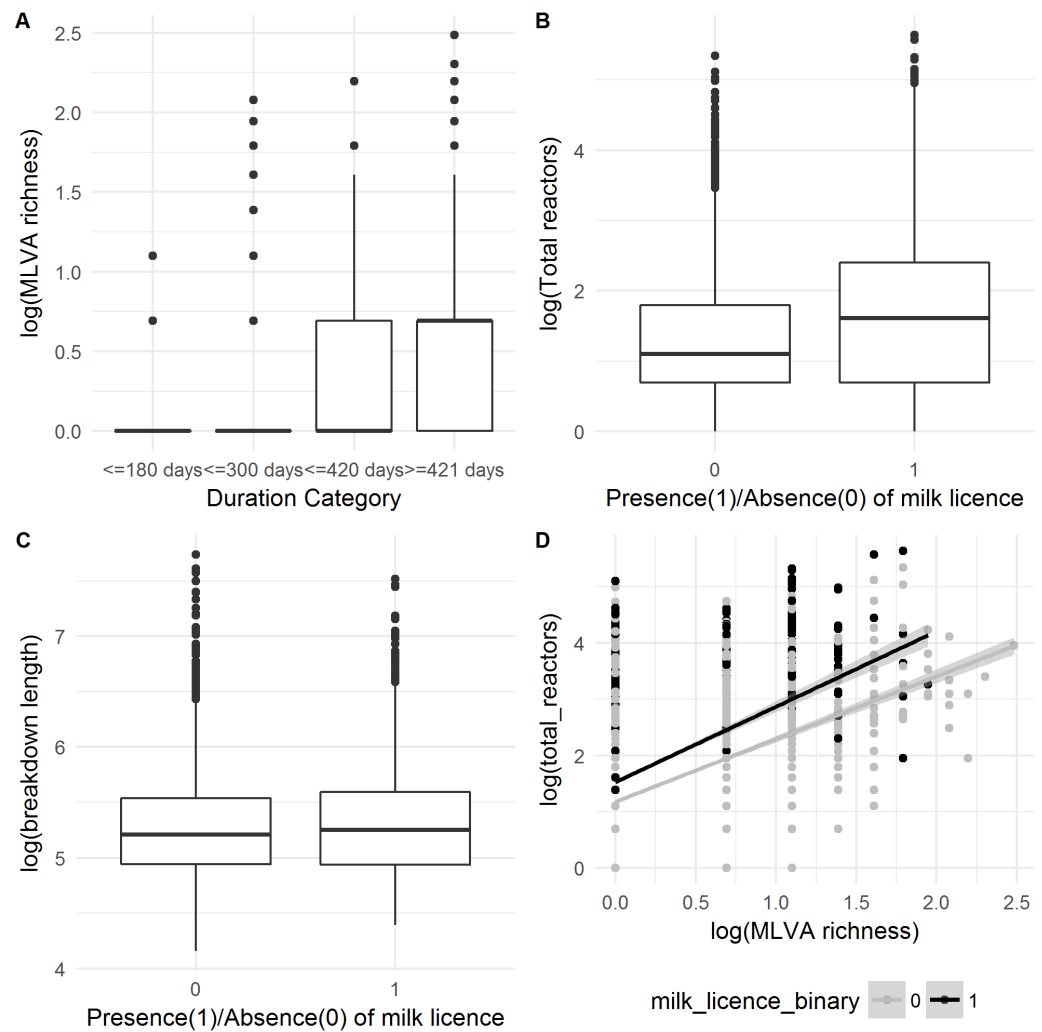 A
log(MLVA richness)
2.5
2.0
1.5
1.0
0.5
0.0
<=180 days<=300 days<=420 days>=421 days
Duration Category
B
log(Total reactors)
4
2
0
0 1
Presence(1)/Absence(0) of milk licence
C
log(breakdown length)
7
6
5
4
0 1
Presence(1)/Absence(0) of milk licence
D
log(total_reactors)
6
4
2
0
0.0 0.5 1.0 1.5 2.0 2.5
log(MLVA richness)
milk_licence_binary 0 1